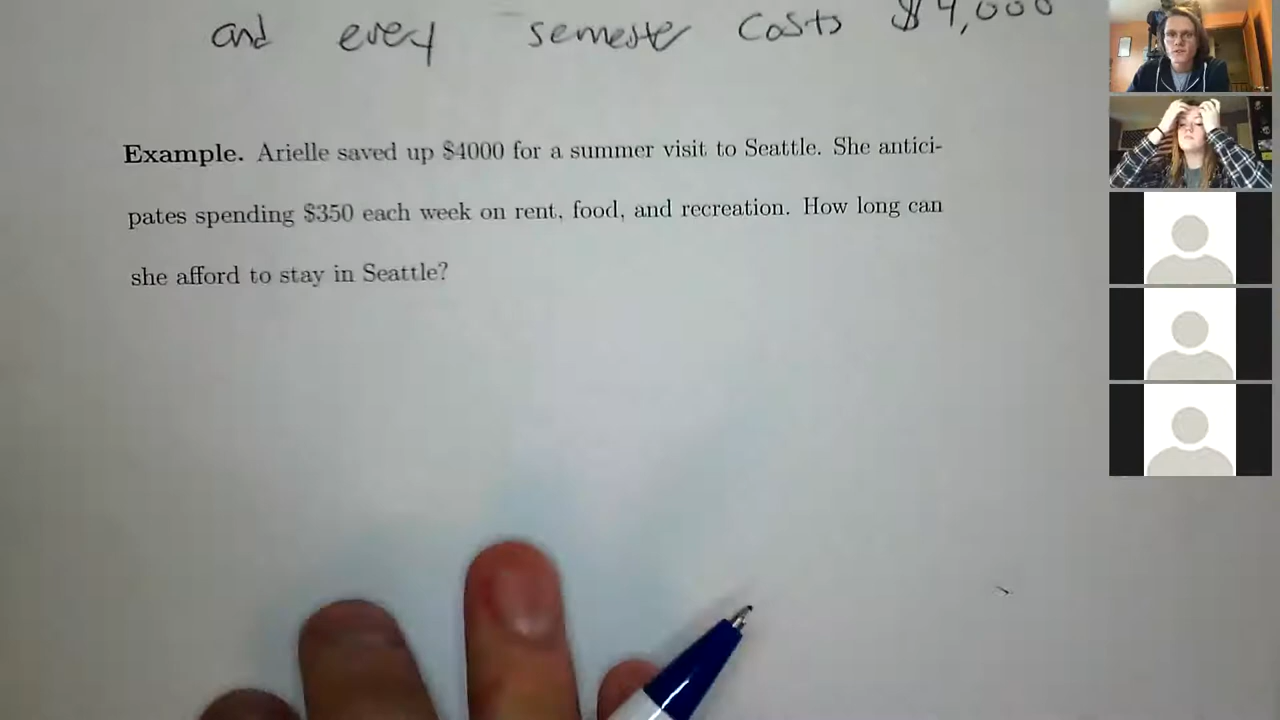 and every semester costs $4,000
Example. Arielle saved up $4000 for a summer visit to Seattle. She antici-
pates spending $350 each week on rent, food, and recreation. How long can
she afford to stay in Seattle?